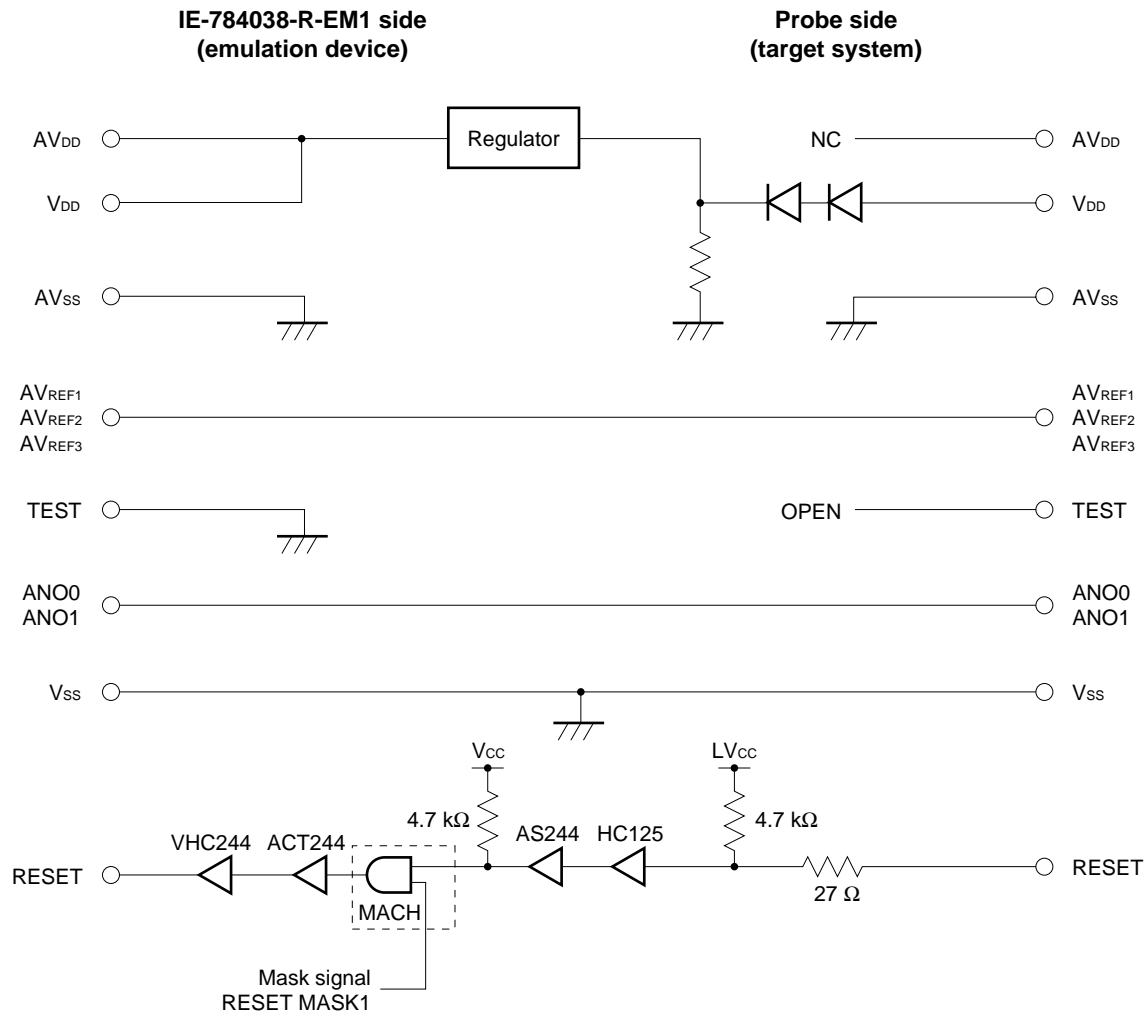 IE-784038-R-EM1 side
(emulation device)
Probe side
(target system)
AVDD
Regulator
NC
AVDD
VDD
VDD
AVSS
AVSS
AVREF1
AVREF2
AVREF3
AVREF1
AVREF2
AVREF3
TEST
OPEN
TEST
ANO0
ANO1
ANO0
ANO1
VSS
VSS
VCC
LVCC
4.7 kΩ
4.7 kΩ
VHC244
ACT244
AS244
HC125
RESET
RESET
27 Ω
MACH
Mask signal
RESET MASK1